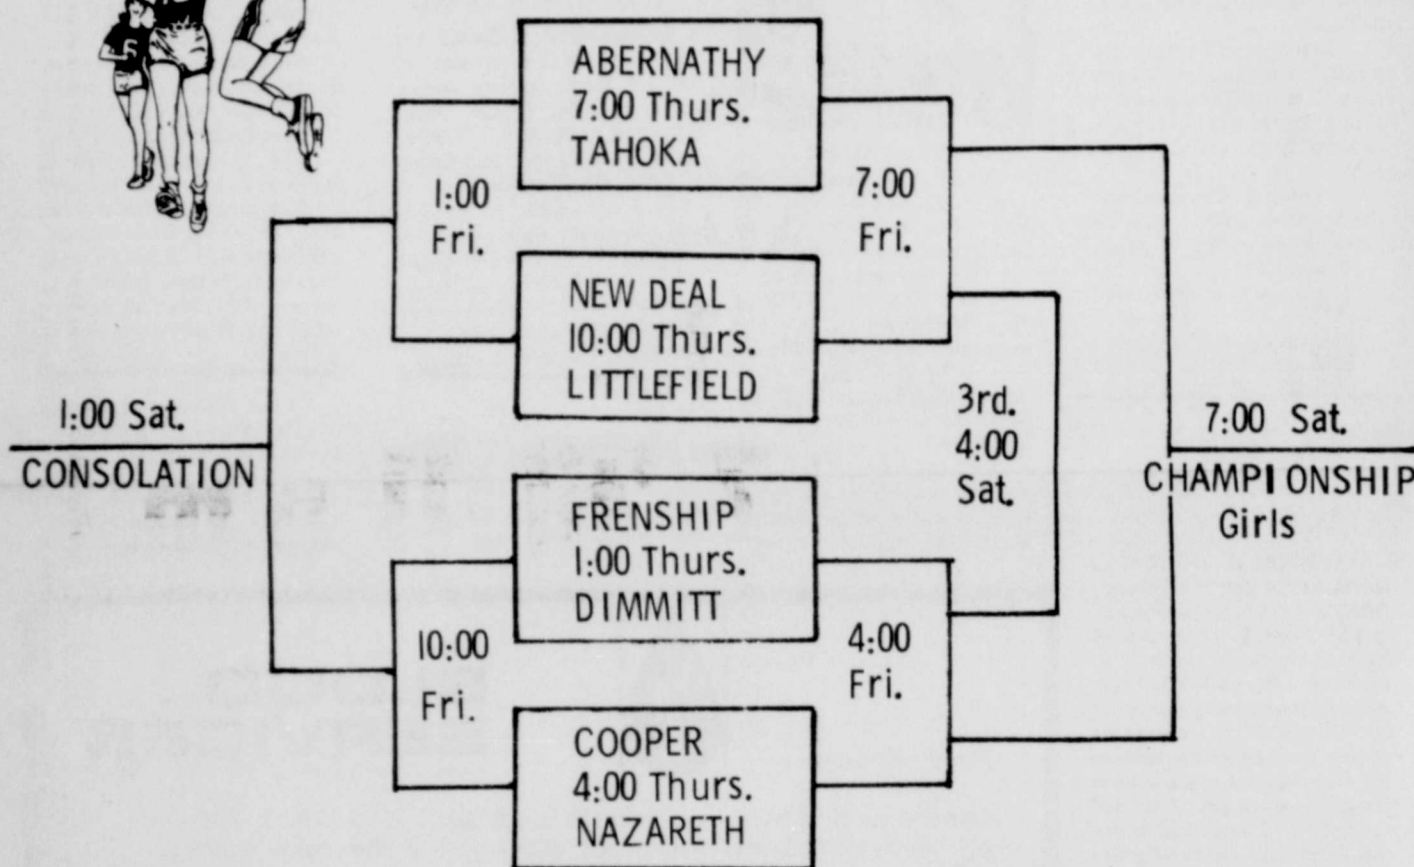 ABERNATHY
7:00 Thurs.
TAHOKA
1:00
Fri.
7:00
Fri.
NEW DEAL
10:00 Thurs.
LITTLEFIELD
1:00 Sat.
CONSOLATION
3rd.
4:00
Sat.
7:00 Sat.
CHAMPIONSHIP
Girls
FRENSHIP
1:00 Thurs.
DIMMITT
10:00
Fri.
4:00
Fri.
COOPER
4:00 Thurs.
NAZARETH
5